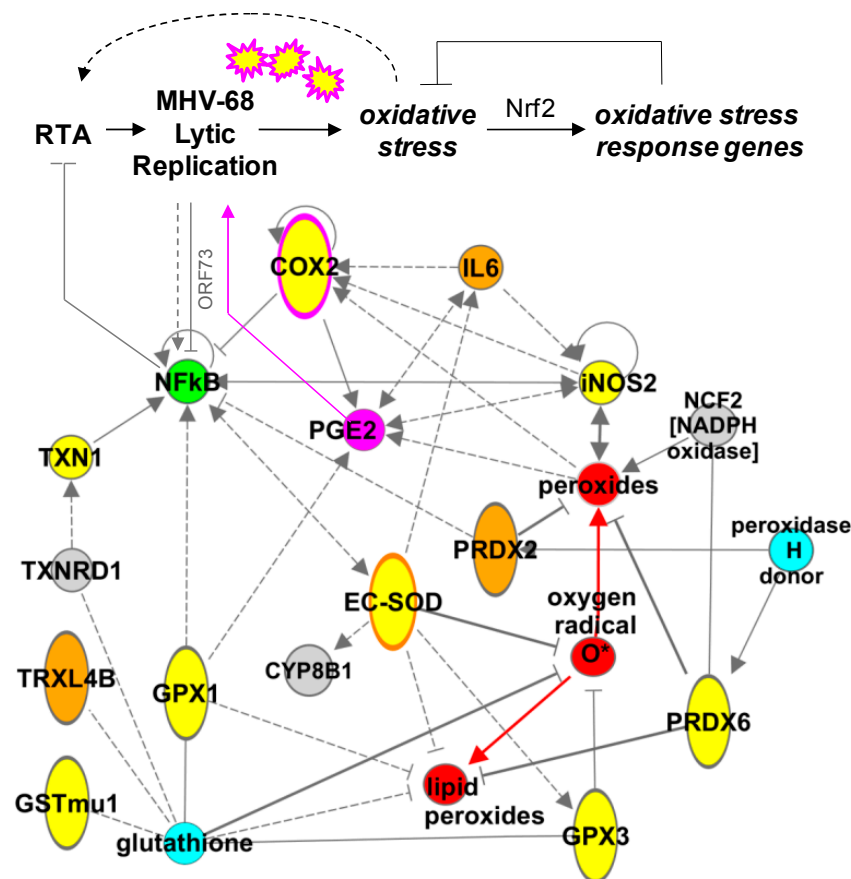 MHV-68
Lytic
Replication
RTA
oxidative
stress
Nrf2
oxidative stress
response genes
ORF73
COX2
IL6
NFkB
iNOS2
PGE2
NCF2
[NADPH
oxidase]
TXN1
peroxides
PRDX2
peroxidase
H
donor
TXNRD1
EC-SOD
oxygen
radical
O*
CYP8B1
TRXL4B
GPX1
PRDX6
lipid
peroxides
GSTmu1
glutathione
GPX3